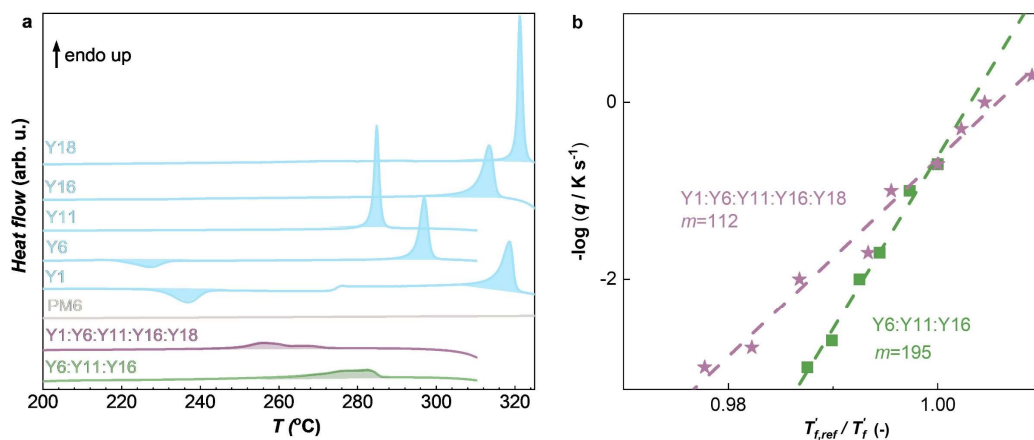 a
endo up
Heat flow (arb. u.)
Y18
Y16
Y11
Y6
Y1
PM6
Y1:Y6:Y11:Y16:Y18
Y6:Y11:Y16
200 220 240 260 280 300 320
T (ºC)
b
-log (q / K s⁻¹)
0
-2
Y1:Y6:Y11:Y16:Y18
m=112
Y6:Y11:Y16
m=195
0.98 1.00
T'f,ref / T'f (-)